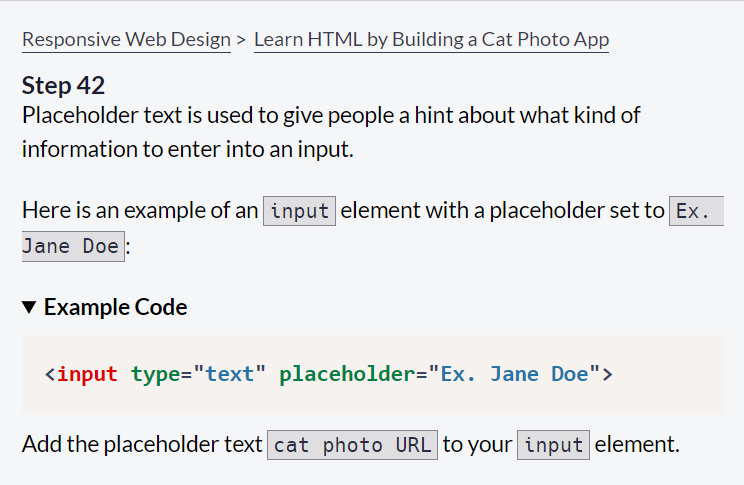 Responsive Web Design > Learn HTML by Building a Cat Photo App
Step 42
Placeholder text is used to give people a hint about what kind of
information to enter into an input.
Here is an example of an input element with a placeholder set to Ex.
Jane Doe:
▼ Example Code
<input type="text" placeholder="Ex. Jane Doe">
Add the placeholder text cat photo URL to your input element.